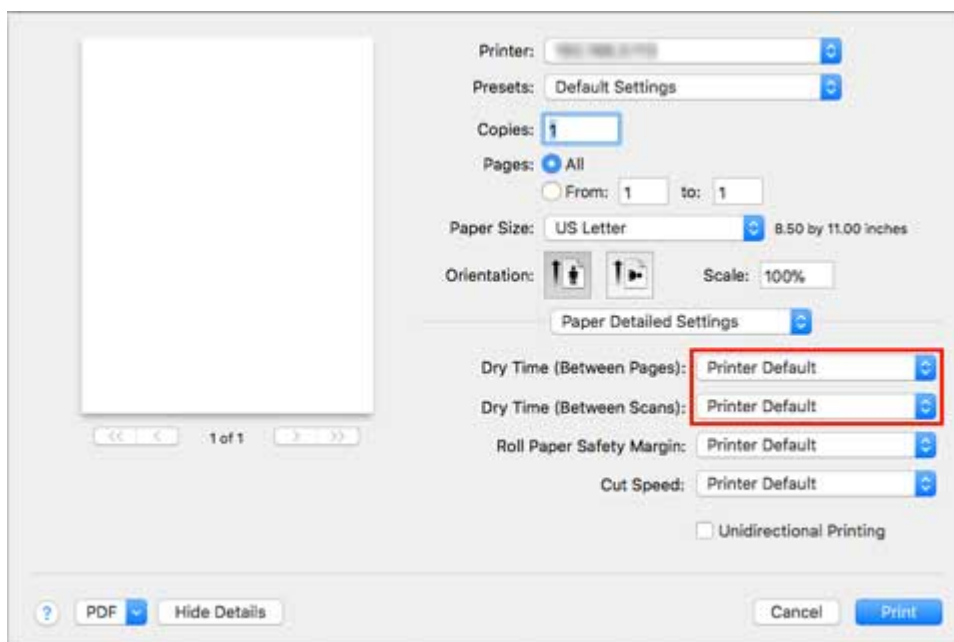 Printer:
Presets: Default Settings
Copies: 1
Pages: All
From: 1 to: 1
Paper Size: US Letter 8.50 by 11.00 inches
Orientation: Scale: 100%
Paper Detailed Settings
Dry Time (Between Pages): Printer Default
Dry Time (Between Scans): Printer Default
1 of 1
Roll Paper Safety Margin: Printer Default
Cut Speed: Printer Default
Unidirectional Printing
? PDF Hide Details Cancel Print